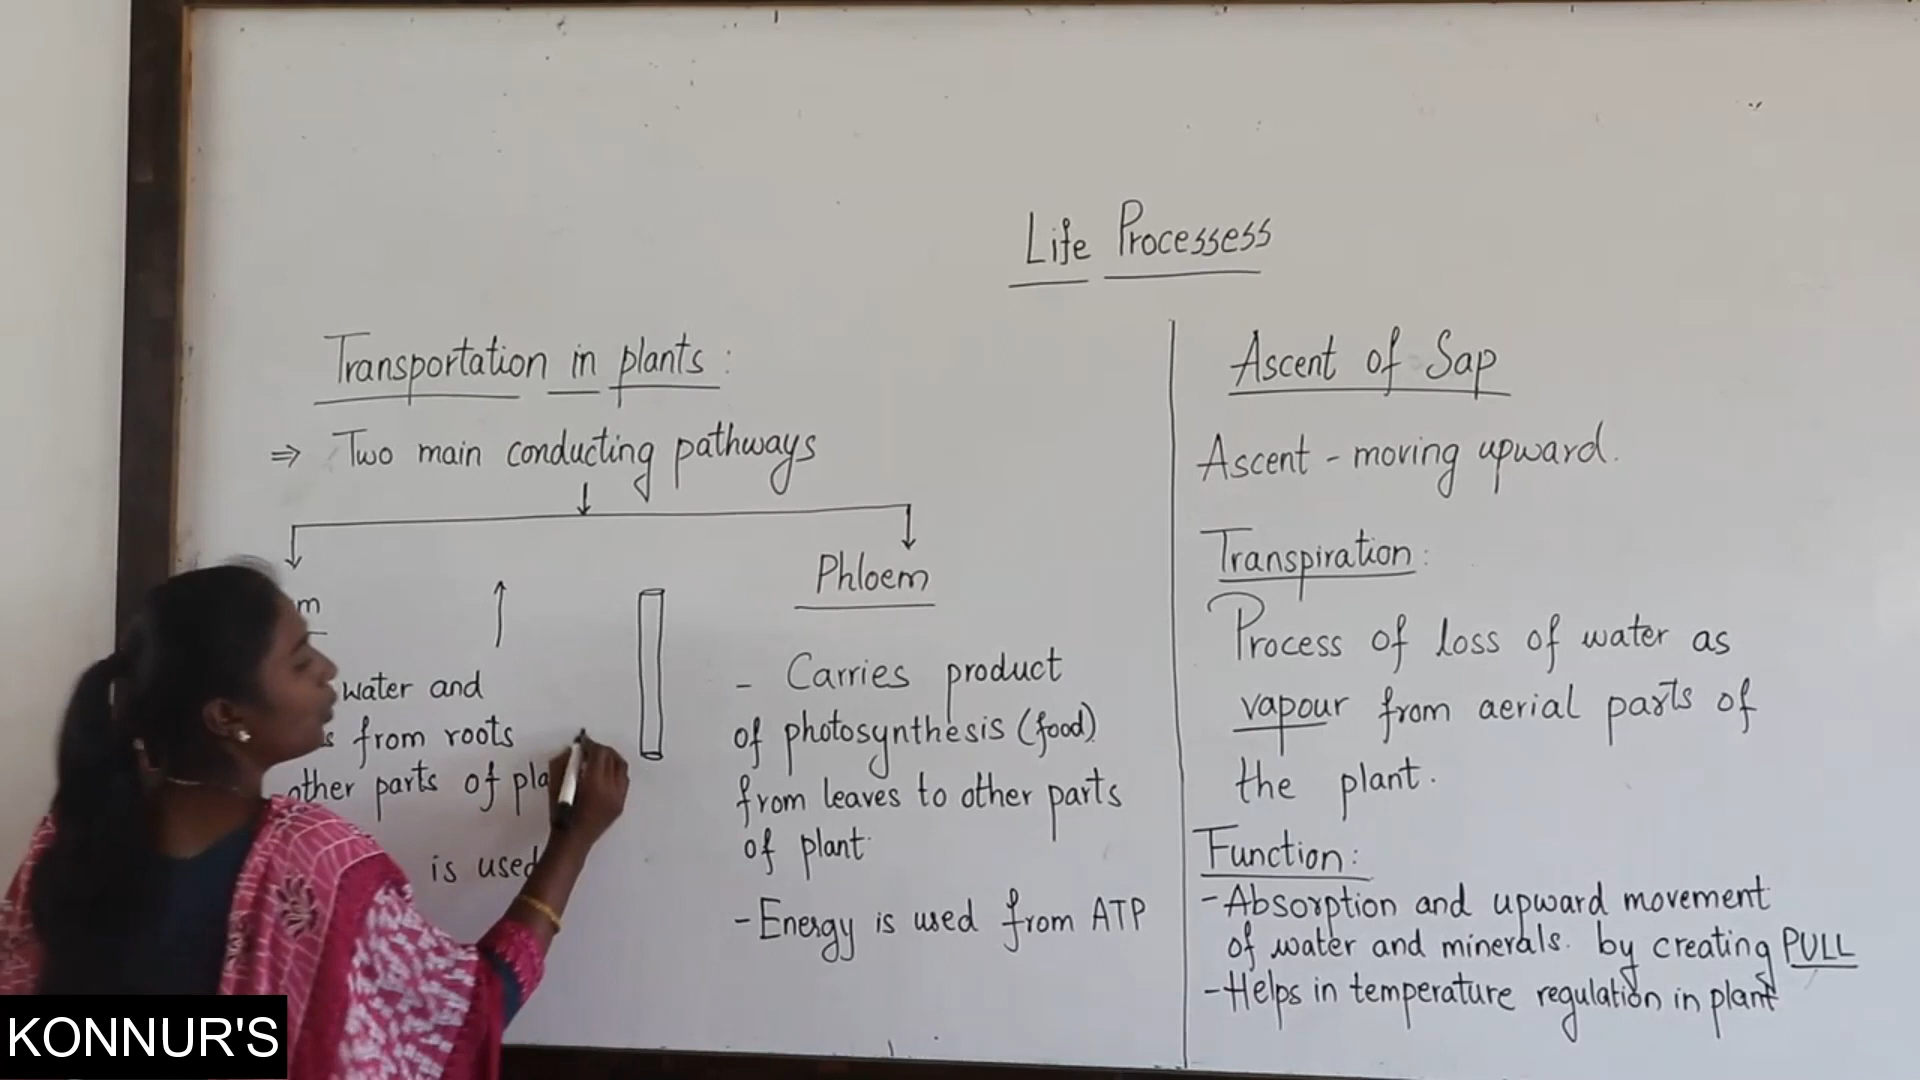 Life Processess
Transportation in plants :
⇒ Two main conducting pathways
m
water and
s from roots
other parts of pla
is used
Phloem
- Carries product
of photosynthesis (food)
from leaves to other parts
of plant
- Energy is used from ATP
Ascent of Sap
Ascent - moving upward.
Transpiration :
Process of loss of water as
vapour from aerial parts of
the plant.
Function :
- Absorption and upward movement
of water and minerals. by creating PULL
- Helps in temperature regulation in plant
KONNUR'S